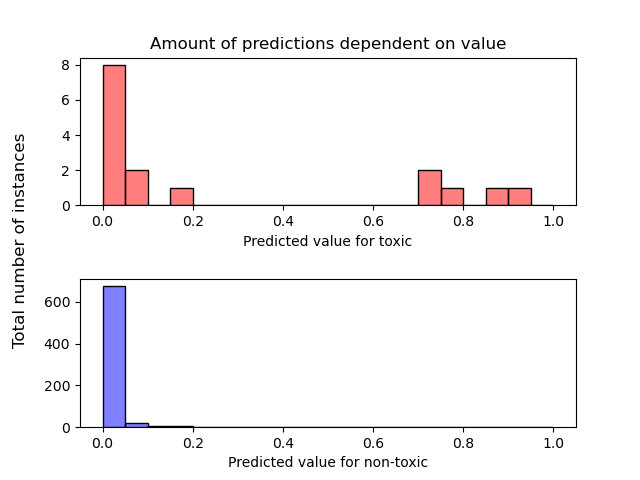 Amount of predictions dependent on value
Total number of instances
8
6
4
2
0
0.0 0.2 0.4 0.6 0.8 1.0
Predicted value for toxic
600
400
200
0
0.0 0.2 0.4 0.6 0.8 1.0
Predicted value for non-toxic